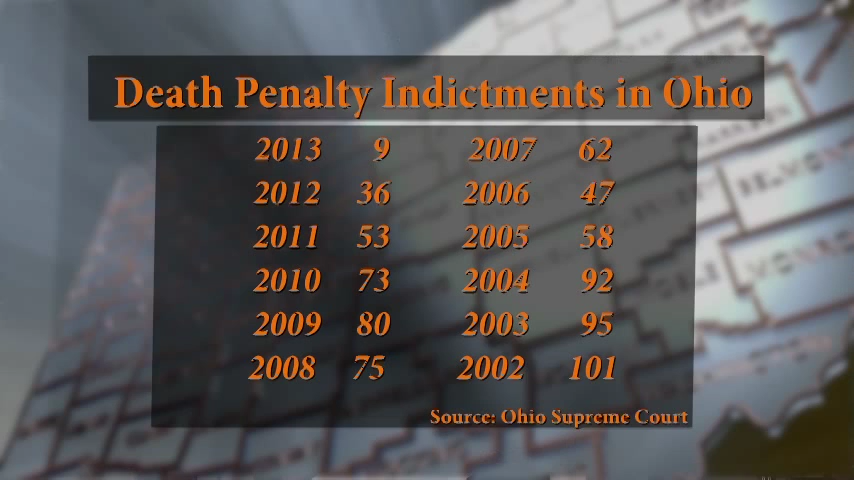 Death Penalty Indictments in Ohio
2013 9 2007 62
2012 36 2006 47
2011 53 2005 58
2010 73 2004 92
2009 80 2003 95
2008 75 2002 101
Source: Ohio Supreme Court